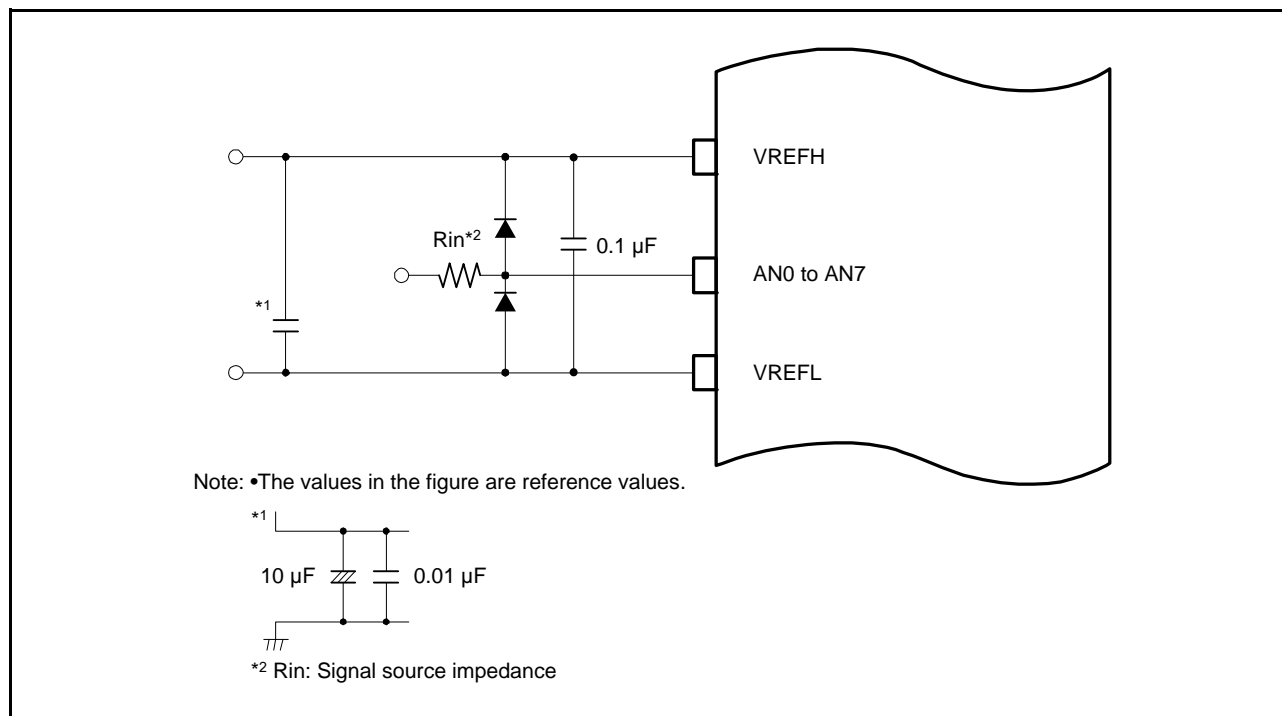 VREFH
Rin*2
0.1 µF
AN0 to AN7
*1
VREFL
Note: •The values in the figure are reference values.
*1
10 µF 0.01 µF
*2 Rin: Signal source impedance